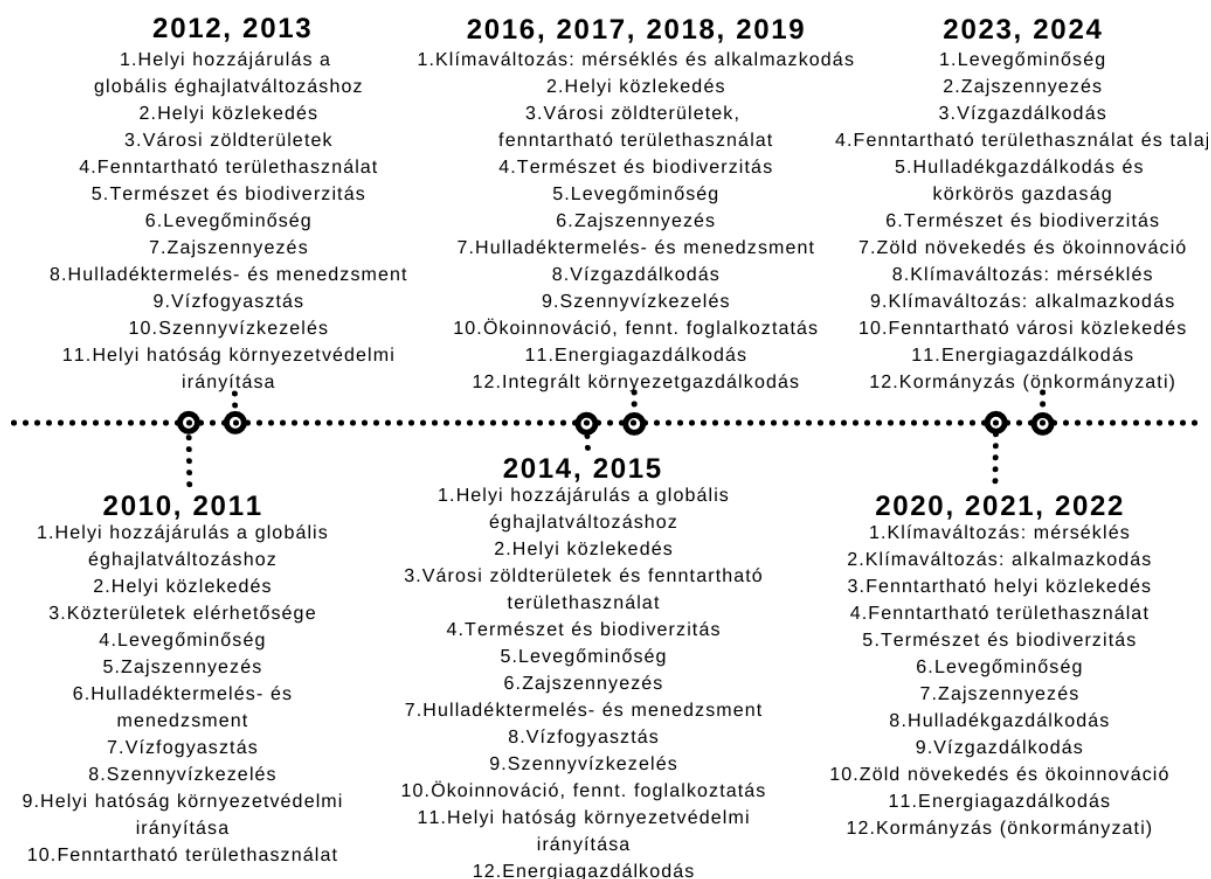 2012, 2013
1.Helyi hozzájárulás a
globális éghajlatváltozáshoz
2.Helyi közlekedés
3.Városi zöldterületek
4.Fenntartható területhasználat
5.Természet és biodiverzitás
6.Levegőminőség
7.Zajszennyezés
8.Hulladéktermelés- és menedzsment
9.Vízfogyasztás
10.Szennyvízkezelés
11.Helyi hatóság környezetvédelmi
irányítása
2016, 2017, 2018, 2019
1.Klímaváltozás: mérséklés és alkalmazkodás
2.Helyi közlekedés
3.Városi zöldterületek,
fenntartható területhasználat
4.Természet és biodiverzitás
5.Levegőminőség
6.Zajszennyezés
7.Hulladéktermelés- és menedzsment
8.Vízgazdálkodás
9.Szennyvízkezelés
10.Ökoinnováció, fennt. foglalkoztatás
11.Energiagazdálkodás
12.Integrált környezetgazdálkodás
2023, 2024
1.Levegőminőség
2.Zajszennyezés
3.Vízgazdálkodás
4.Fenntartható területhasználat és talaj
5.Hulladékgazdálkodás és
körkörös gazdaság
6.Természet és biodiverzitás
7.Zöld növekedés és ökoinnováció
8.Klímaváltozás: mérséklés
9.Klímaváltozás: alkalmazkodás
10.Fenntartható városi közlekedés
11.Energiagazdálkodás
12.Kormányzás (önkormányzati)
2010, 2011
1.Helyi hozzájárulás a globális
éghajlatváltozáshoz
2.Helyi közlekedés
3.Közterületek elérhetősége
4.Levegőminőség
5.Zajszennyezés
6.Hulladéktermelés- és
menedzsment
7.Vízfogyasztás
8.Szennyvízkezelés
9.Helyi hatóság környezetvédelmi
irányítása
10.Fenntartható területhasználat
2014, 2015
1.Helyi hozzájárulás a globális
éghajlatváltozáshoz
2.Helyi közlekedés
3.Városi zöldterületek és fenntartható
területhasználat
4.Természet és biodiverzitás
5.Levegőminőség
6.Zajszennyezés
7.Hulladéktermelés- és menedzsment
8.Vízfogyasztás
9.Szennyvízkezelés
10.Ökoinnováció, fennt. foglalkoztatás
11.Helyi hatóság környezetvédelmi
irányítása
12.Energiagazdálkodás
2020, 2021, 2022
1.Klímaváltozás: mérséklés
2.Klímaváltozás: alkalmazkodás
3.Fenntartható helyi közlekedés
4.Fenntartható területhasználat
5.Természet és biodiverzitás
6.Levegőminőség
7.Zajszennyezés
8.Hulladékgazdálkodás
9.Vízgazdálkodás
10.Zöld növekedés és ökoinnováció
11.Energiagazdálkodás
12.Kormányzás (önkormányzati)